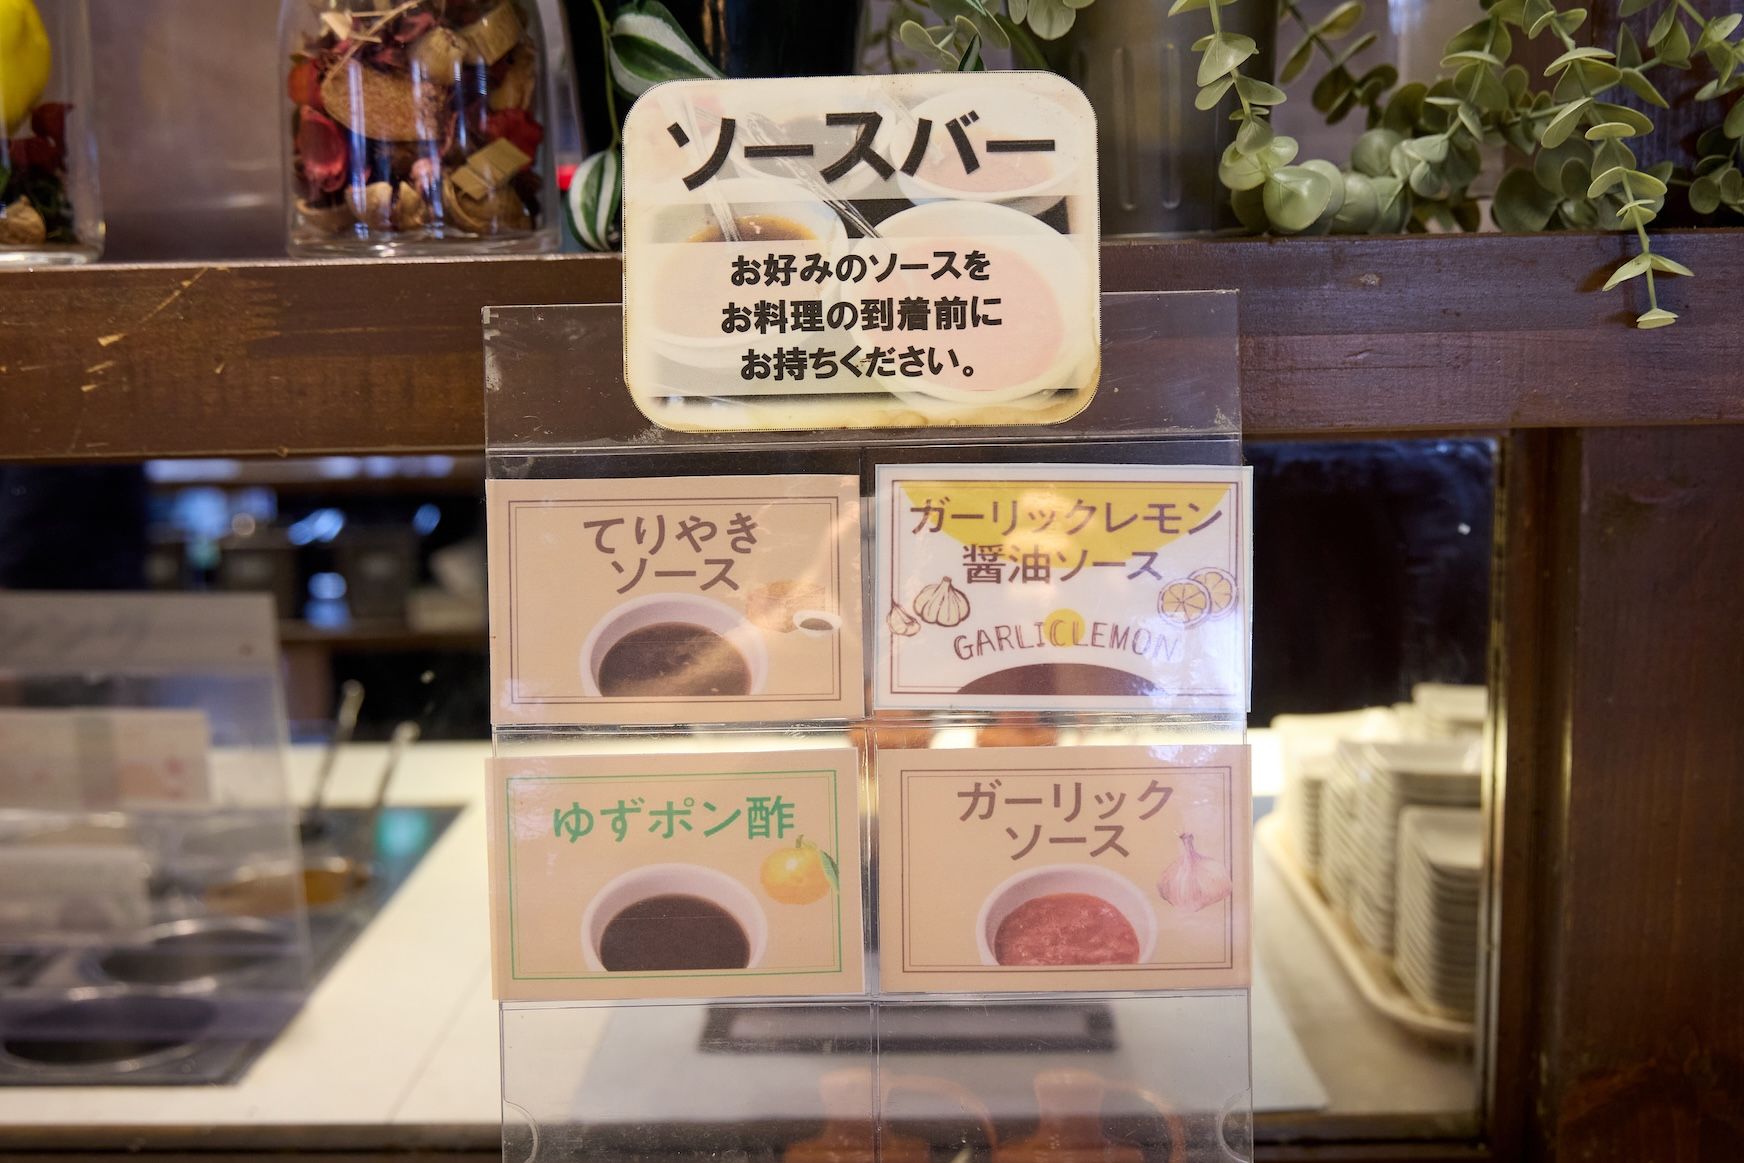 ソースバー
お好みのソースを
お料理の到着前に
お持ちください。
てりやき
ソース
ガーリックレモン
醤油ソース
GARLIC LEMON
ゆずポン酢
ガーリック
ソース